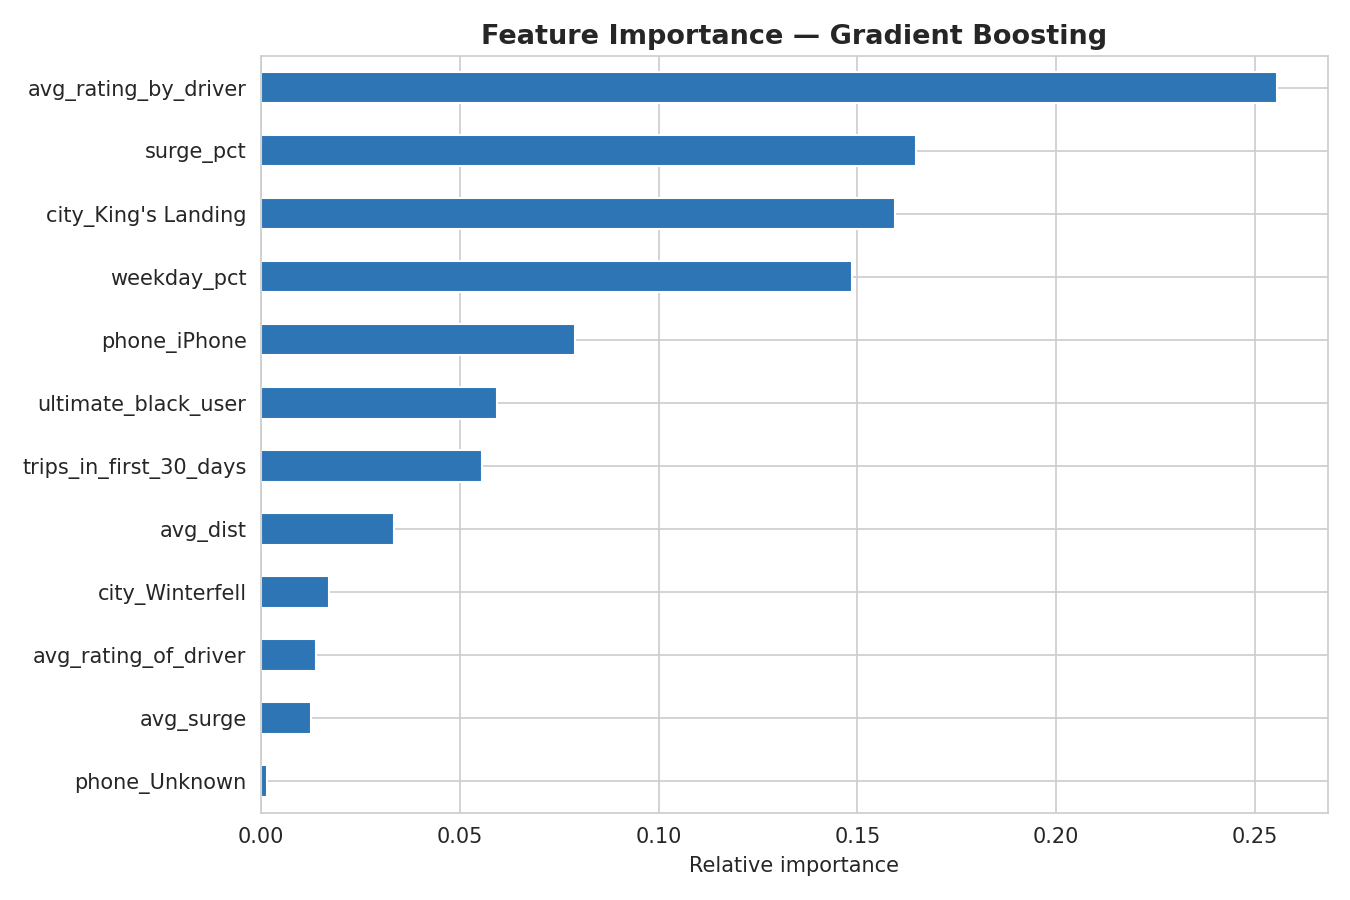 Feature Importance — Gradient Boosting
avg_rating_by_driver
surge_pct
city_King's Landing
weekday_pct
phone_iPhone
ultimate_black_user
trips_in_first_30_days
avg_dist
city_Winterfell
avg_rating_of_driver
avg_surge
phone_Unknown
0.00 0.05 0.10 0.15 0.20 0.25
Relative importance